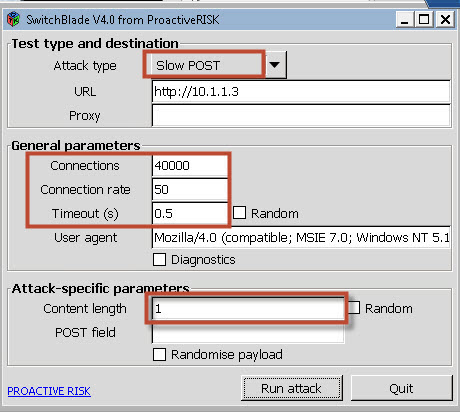 SwitchBlade V4.0 from ProactiveRISK
Test type and destination
Attack type Slow POST
URL http://10.1.1.3
Proxy
General parameters
Connections 40000
Connection rate 50
Timeout (s) 0.5 Random
User agent Mozilla/4.0 (compatible; MSIE 7.0; Windows NT 5.1
Diagnostics
Attack-specific parameters
Content length 1 Random
POST field
Randomise payload
PROACTIVE RISK Run attack Quit